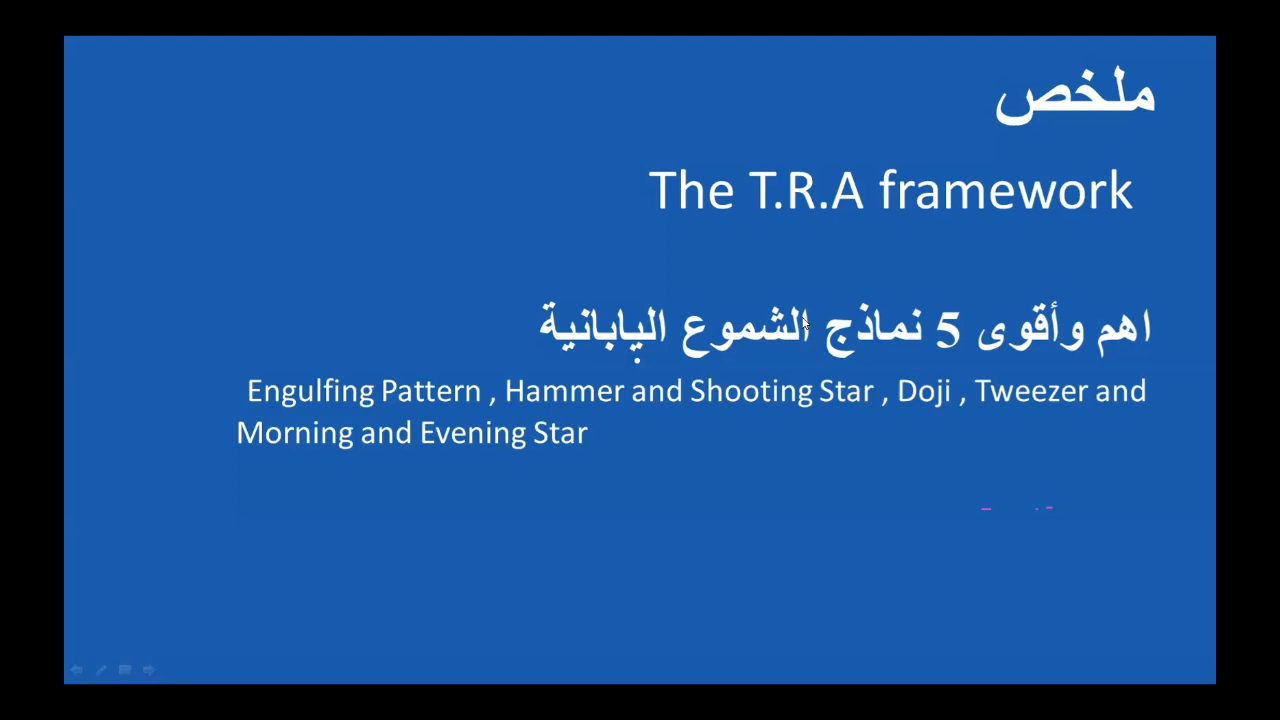 ملخص
The T.R.A framework
اهم وأقوى 5 نماذج الشموع اليابانية
Engulfing Pattern , Hammer and Shooting Star , Doji , Tweezer and
Morning and Evening Star